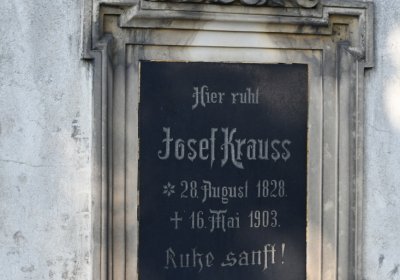 Hier ruht
Josef Krauss
✲ 28. August 1828.
† 16. Mai 1903.
Ruhe sanft!